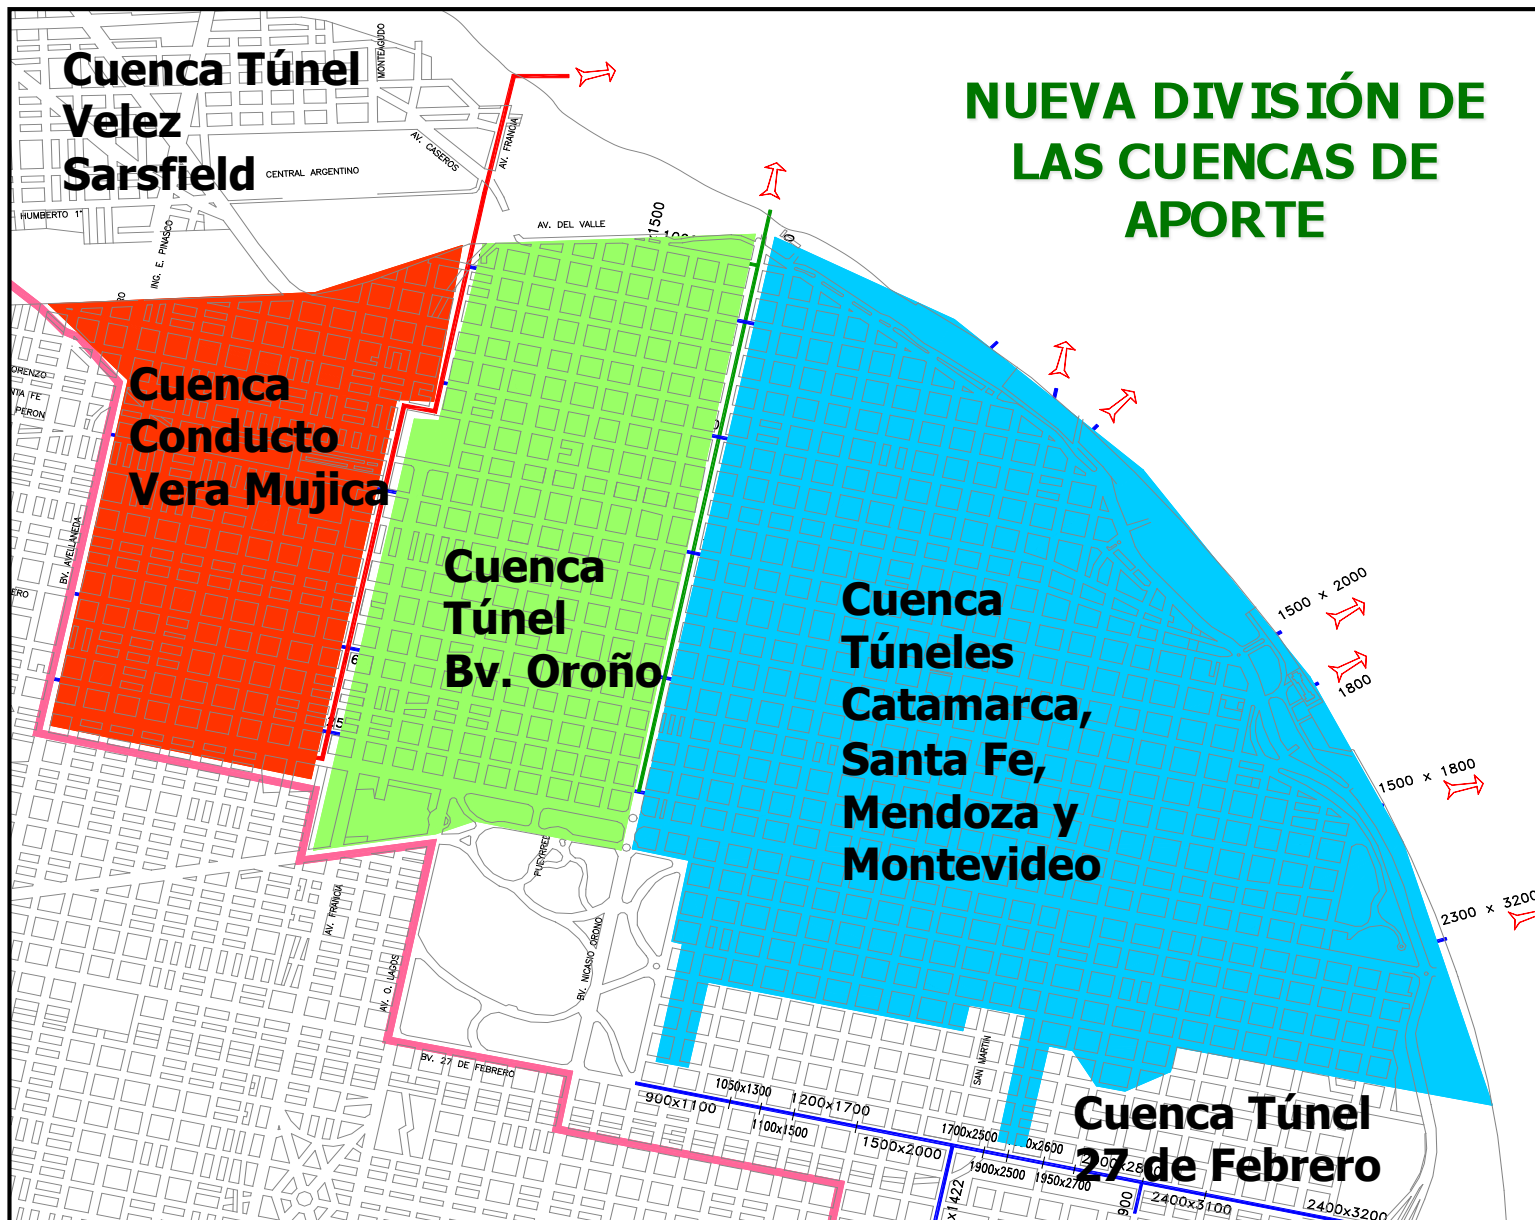 NUEVA DIVISIÓN DE
LAS CUENCAS DE
APORTE
Cuenca Túnel
Velez
Sarsfield
MONTEAGUDO
AV. CASEROS
AV. FRANCIA
CENTRAL ARGENTINO
HUMBERTO 1°
ING. E. PINASCO
AV. DEL VALLE
Cuenca
Conducto
Vera Mujica
PERON
BV. AVELLANEDA
Cuenca
Túnel
Bv. Oroño
Cuenca
Túneles
Catamarca,
Santa Fe,
Mendoza y
Montevideo
1500 x 2000
1800
1500 x 1800
2300 x 3200
AV. FRANCIA
AV. O. LAGOS
BV. NICASIO OROÑO
BV. 27 DE FEBRERO
SAN MARTIN
1050x1300
900x1100
1200x1700
1100x1500
1500x2000
1700x2500
1900x2500
1950x2700
2400x3100
2400x3200
Cuenca Túnel
27 de Febrero